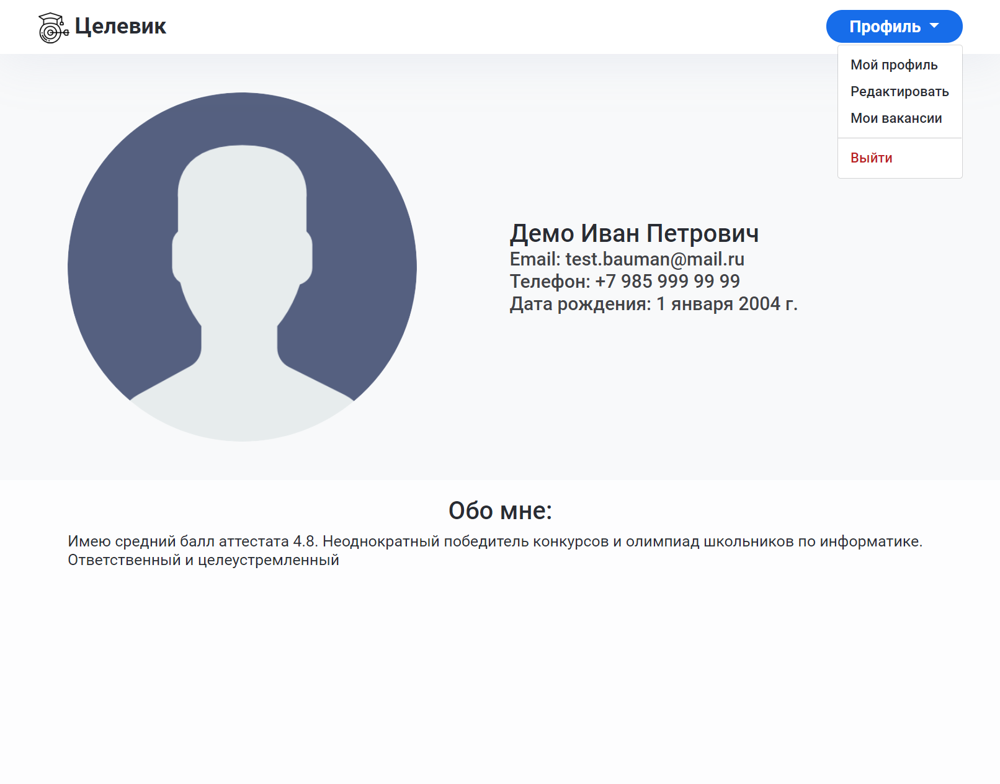 Целевик
Профиль
Мой профиль
Редактировать
Мои вакансии
Выйти
Демо Иван Петрович
Email: test.bauman@mail.ru
Телефон: +7 985 999 99 99
Дата рождения: 1 января 2004 г.
Обо мне:
Имею средний балл аттестата 4.8. Неоднократный победитель конкурсов и олимпиад школьников по информатике.
Ответственный и целеустремленный